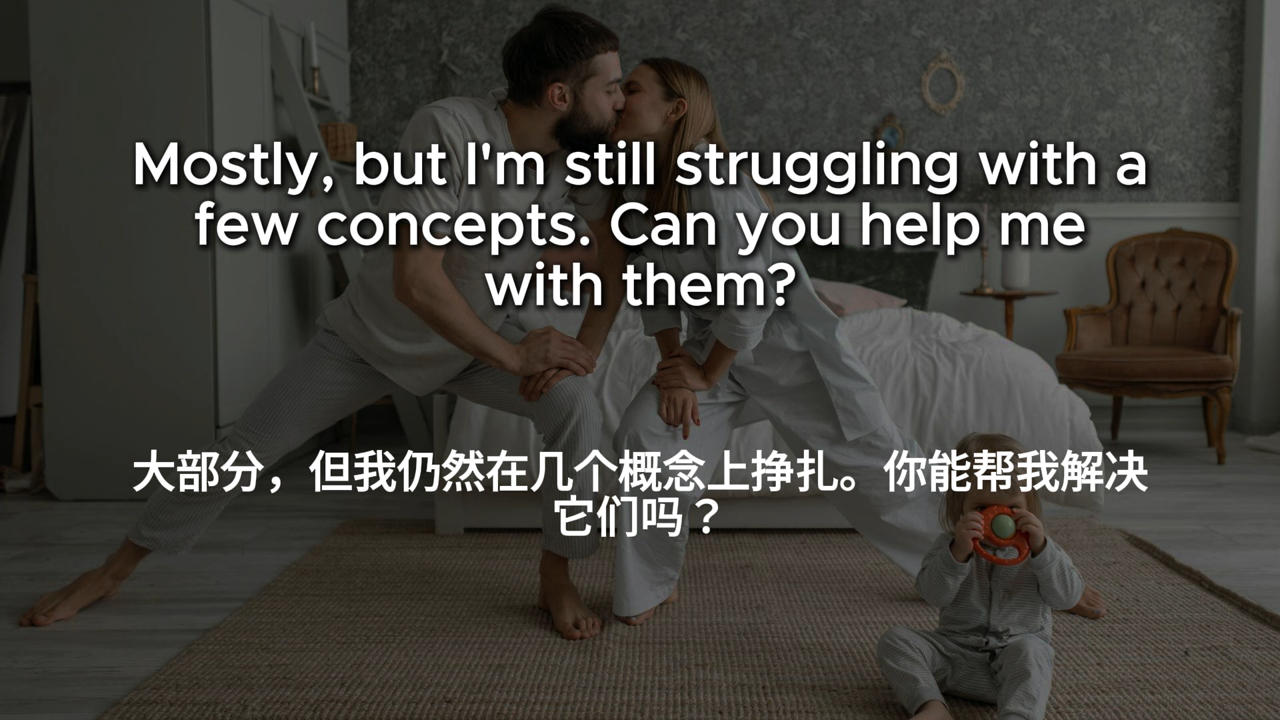 Mostly, but I'm still struggling with a
few concepts. Can you help me
with them?
大部分，但我仍然在几个概念上挣扎。你能帮我解决
它们吗？